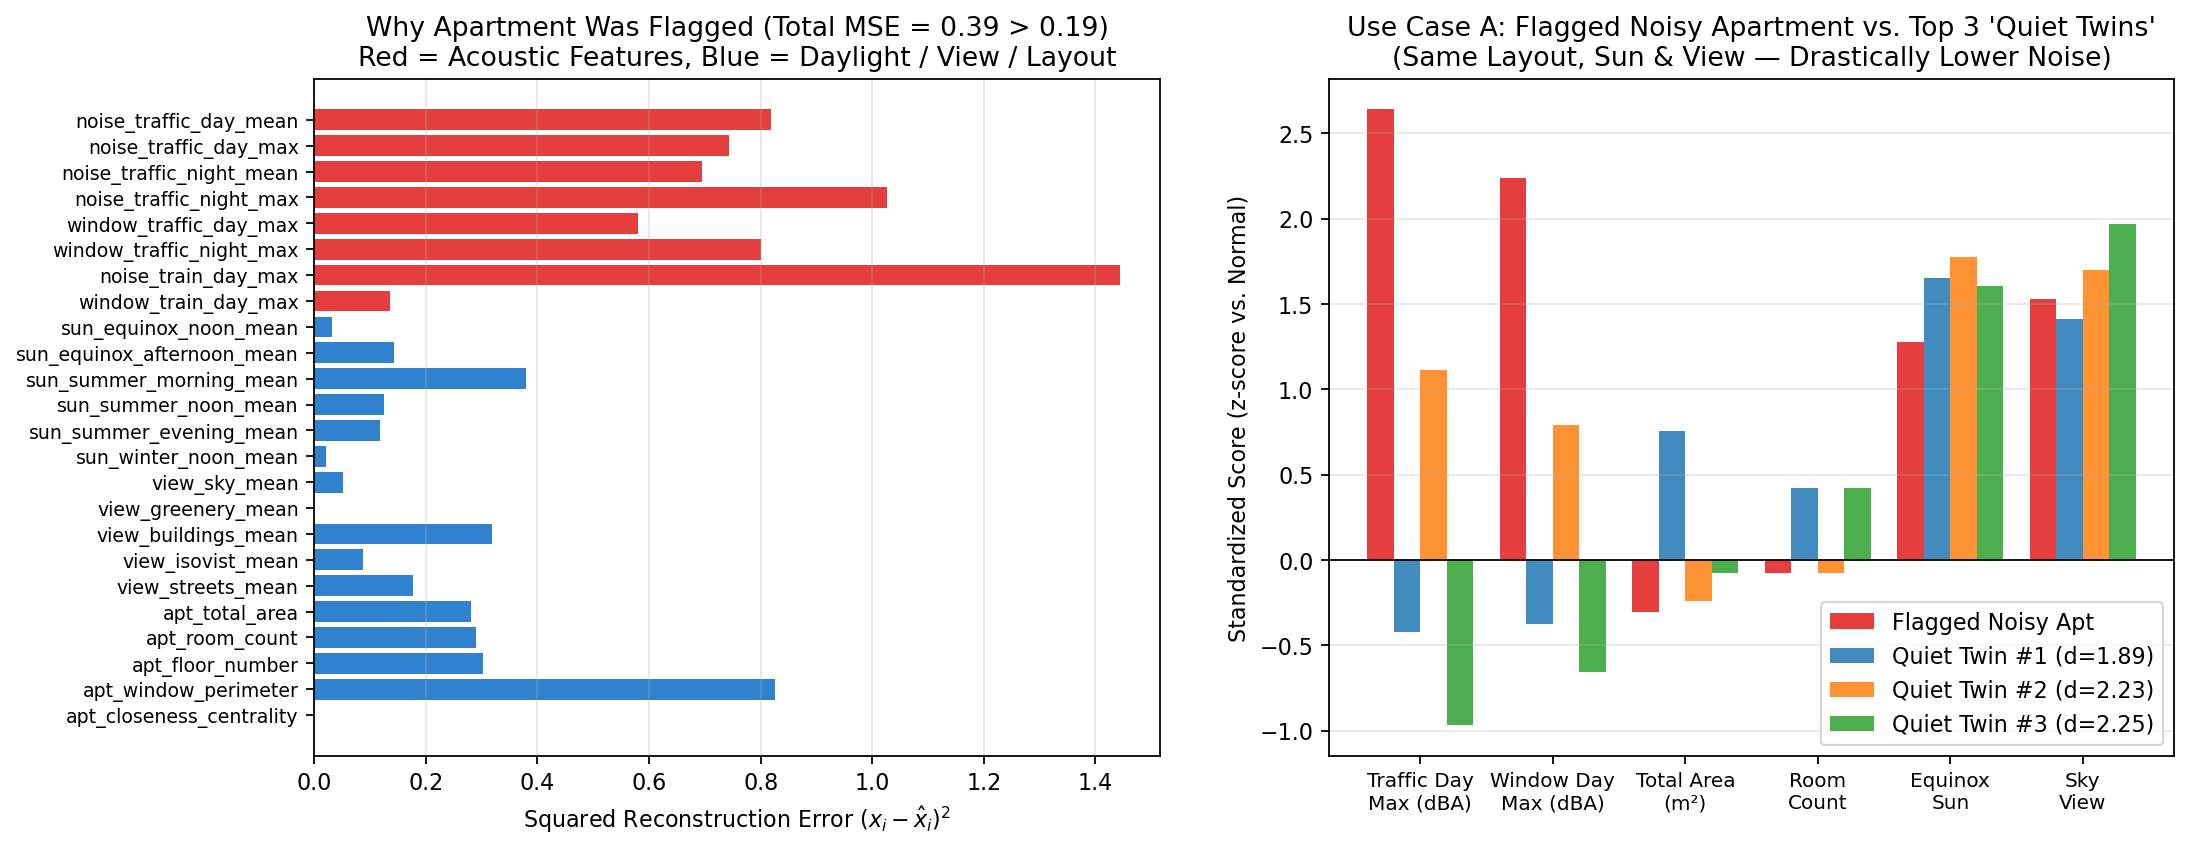 Why Apartment Was Flagged (Total MSE = 0.39 > 0.19)
Red = Acoustic Features, Blue = Daylight / View / Layout
noise_traffic_day_mean
noise_traffic_day_max
noise_traffic_night_mean
noise_traffic_night_max
window_traffic_day_max
window_traffic_night_max
noise_train_day_max
window_train_day_max
sun_equinox_noon_mean
sun_equinox_afternoon_mean
sun_summer_morning_mean
sun_summer_noon_mean
sun_summer_evening_mean
sun_winter_noon_mean
view_sky_mean
view_greenery_mean
view_buildings_mean
view_isovist_mean
view_streets_mean
apt_total_area
apt_room_count
apt_floor_number
apt_window_perimeter
apt_closeness_centrality
0.0 0.2 0.4 0.6 0.8 1.0 1.2 1.4
Squared Reconstruction Error $(x_i - \hat{x}_i)^2$
Use Case A: Flagged Noisy Apartment vs. Top 3 'Quiet Twins'
(Same Layout, Sun & View — Drastically Lower Noise)
Standardized Score (z-score vs. Normal)
2.5
2.0
1.5
1.0
0.5
0.0
−0.5
−1.0
Flagged Noisy Apt
Quiet Twin #1 (d=1.89)
Quiet Twin #2 (d=2.23)
Quiet Twin #3 (d=2.25)
Traffic Day Window Day Total Area Room Equinox Sky
Max (dBA) Max (dBA) (m²) Count Sun View